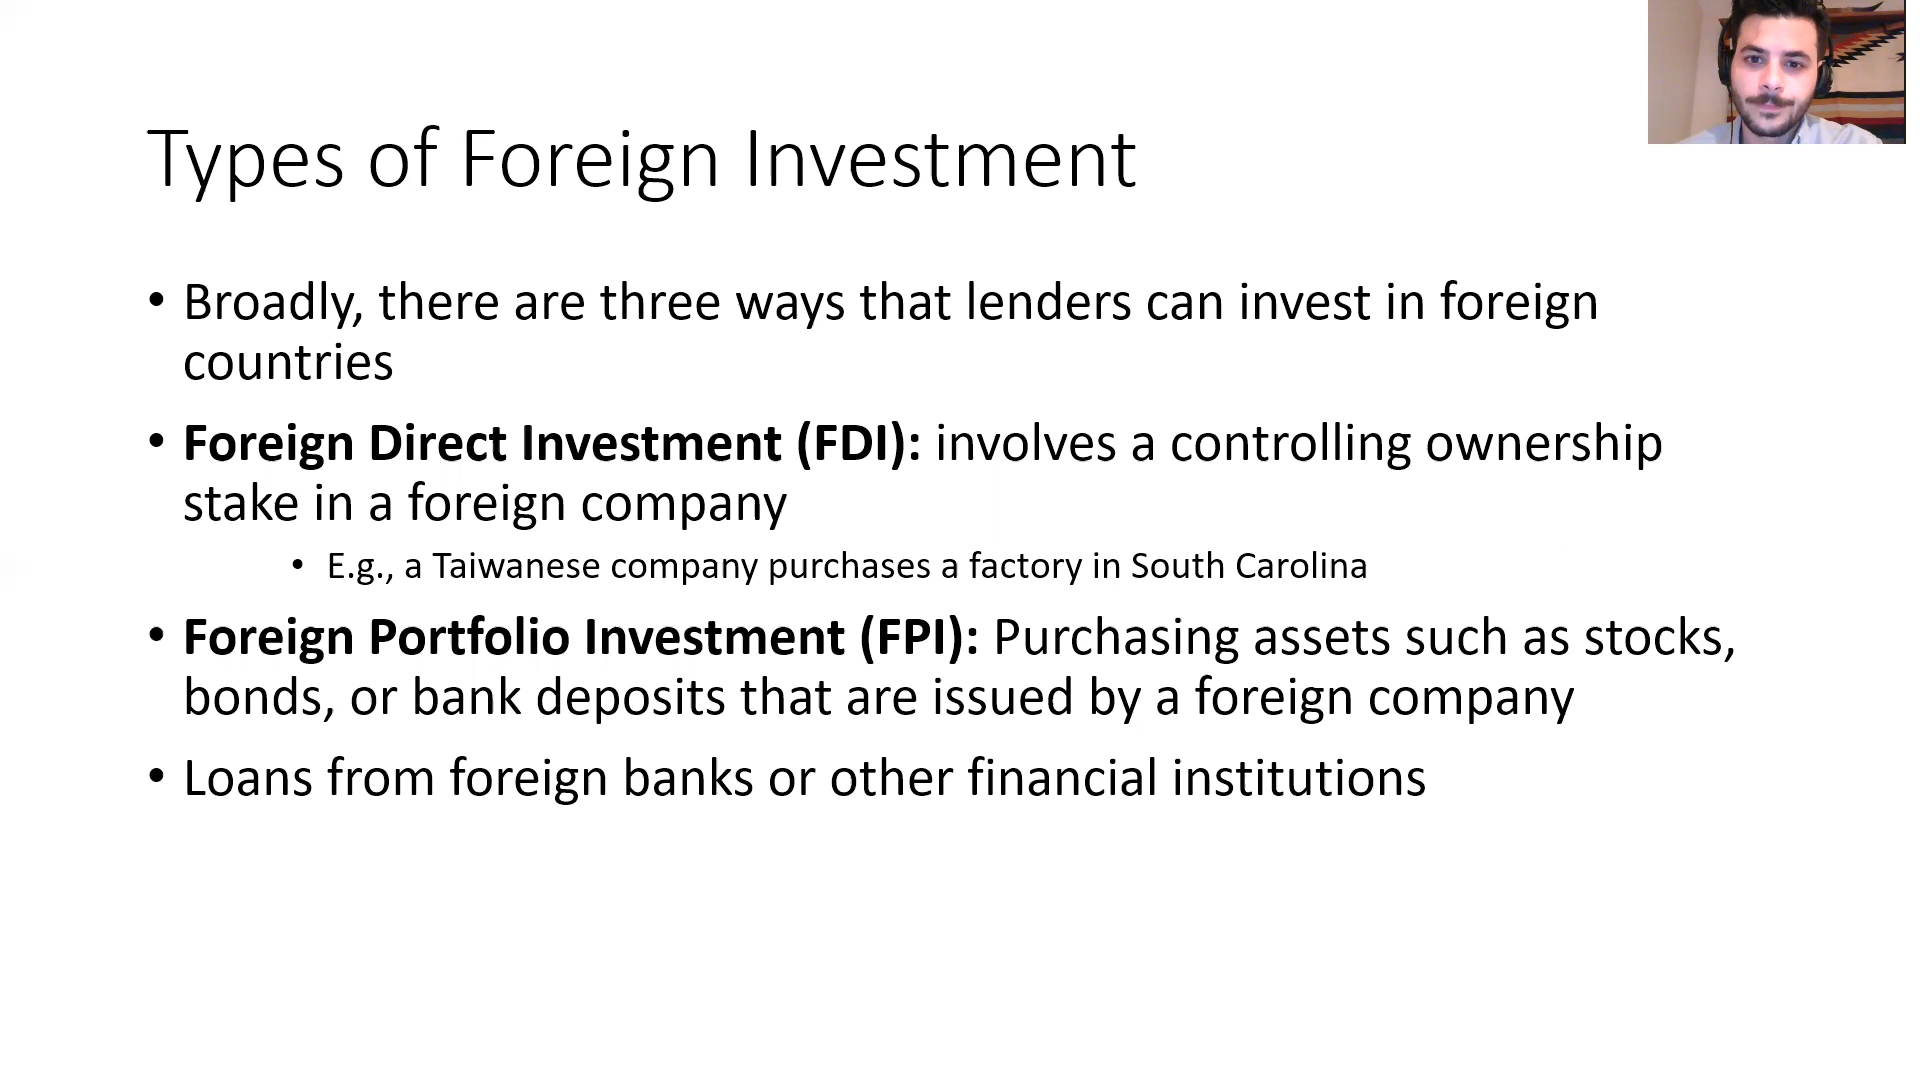 Types of Foreign Investment
• Broadly, there are three ways that lenders can invest in foreign
countries
• Foreign Direct Investment (FDI): involves a controlling ownership
stake in a foreign company
• E.g., a Taiwanese company purchases a factory in South Carolina
• Foreign Portfolio Investment (FPI): Purchasing assets such as stocks,
bonds, or bank deposits that are issued by a foreign company
• Loans from foreign banks or other financial institutions